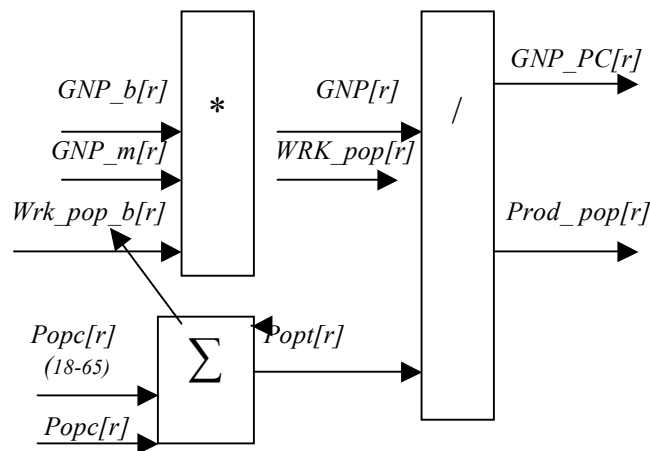 GNP_PC[r]
GNP_b[r]
*
GNP[r]
/
GNP_m[r]
WRK_pop[r]
Wrk_pop_b[r]
Prod_pop[r]
Popc[r]
(18-65)
∑
Popt[r]
Popc[r]